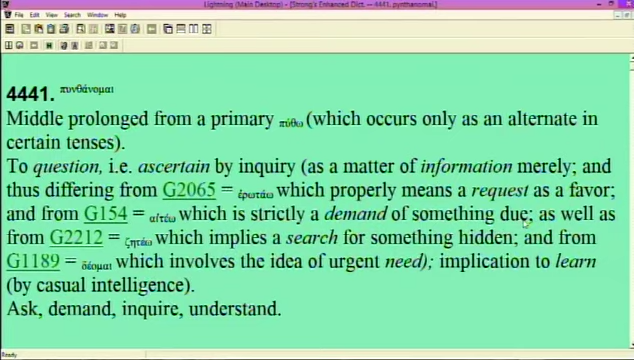 Lightning (Main Desktop) - [Strong's Enhanced Dict. — 4441. pynthanomai.]
File Edit View Search Window Help
4441. πυνθάνομαι
Middle prolonged from a primary πύθω (which occurs only as an alternate in
certain tenses).
To question, i.e. ascertain by inquiry (as a matter of information merely; and
thus differing from G2065 = ἐρωτάω which properly means a request as a favor;
and from G154 = αἰτέω which is strictly a demand of something due; as well as
from G2212 = ζητέω which implies a search for something hidden; and from
G1189 = δέομαι which involves the idea of urgent need); implication to learn
(by casual intelligence).
Ask, demand, inquire, understand.
Ready